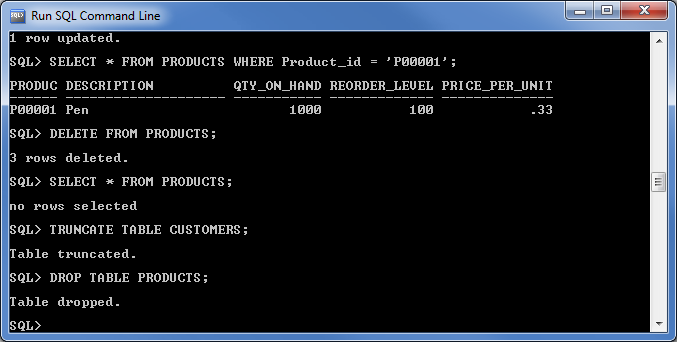 Run SQL Command Line
1 row updated.
SQL> SELECT * FROM PRODUCTS WHERE Product_id = 'P00001';
PRODUC DESCRIPTION QTY_ON_HAND REORDER_LEVEL PRICE_PER_UNIT
P00001 Pen 1000 100 .33
SQL> DELETE FROM PRODUCTS;
3 rows deleted.
SQL> SELECT * FROM PRODUCTS;
no rows selected
SQL> TRUNCATE TABLE CUSTOMERS;
Table truncated.
SQL> DROP TABLE PRODUCTS;
Table dropped.
SQL>